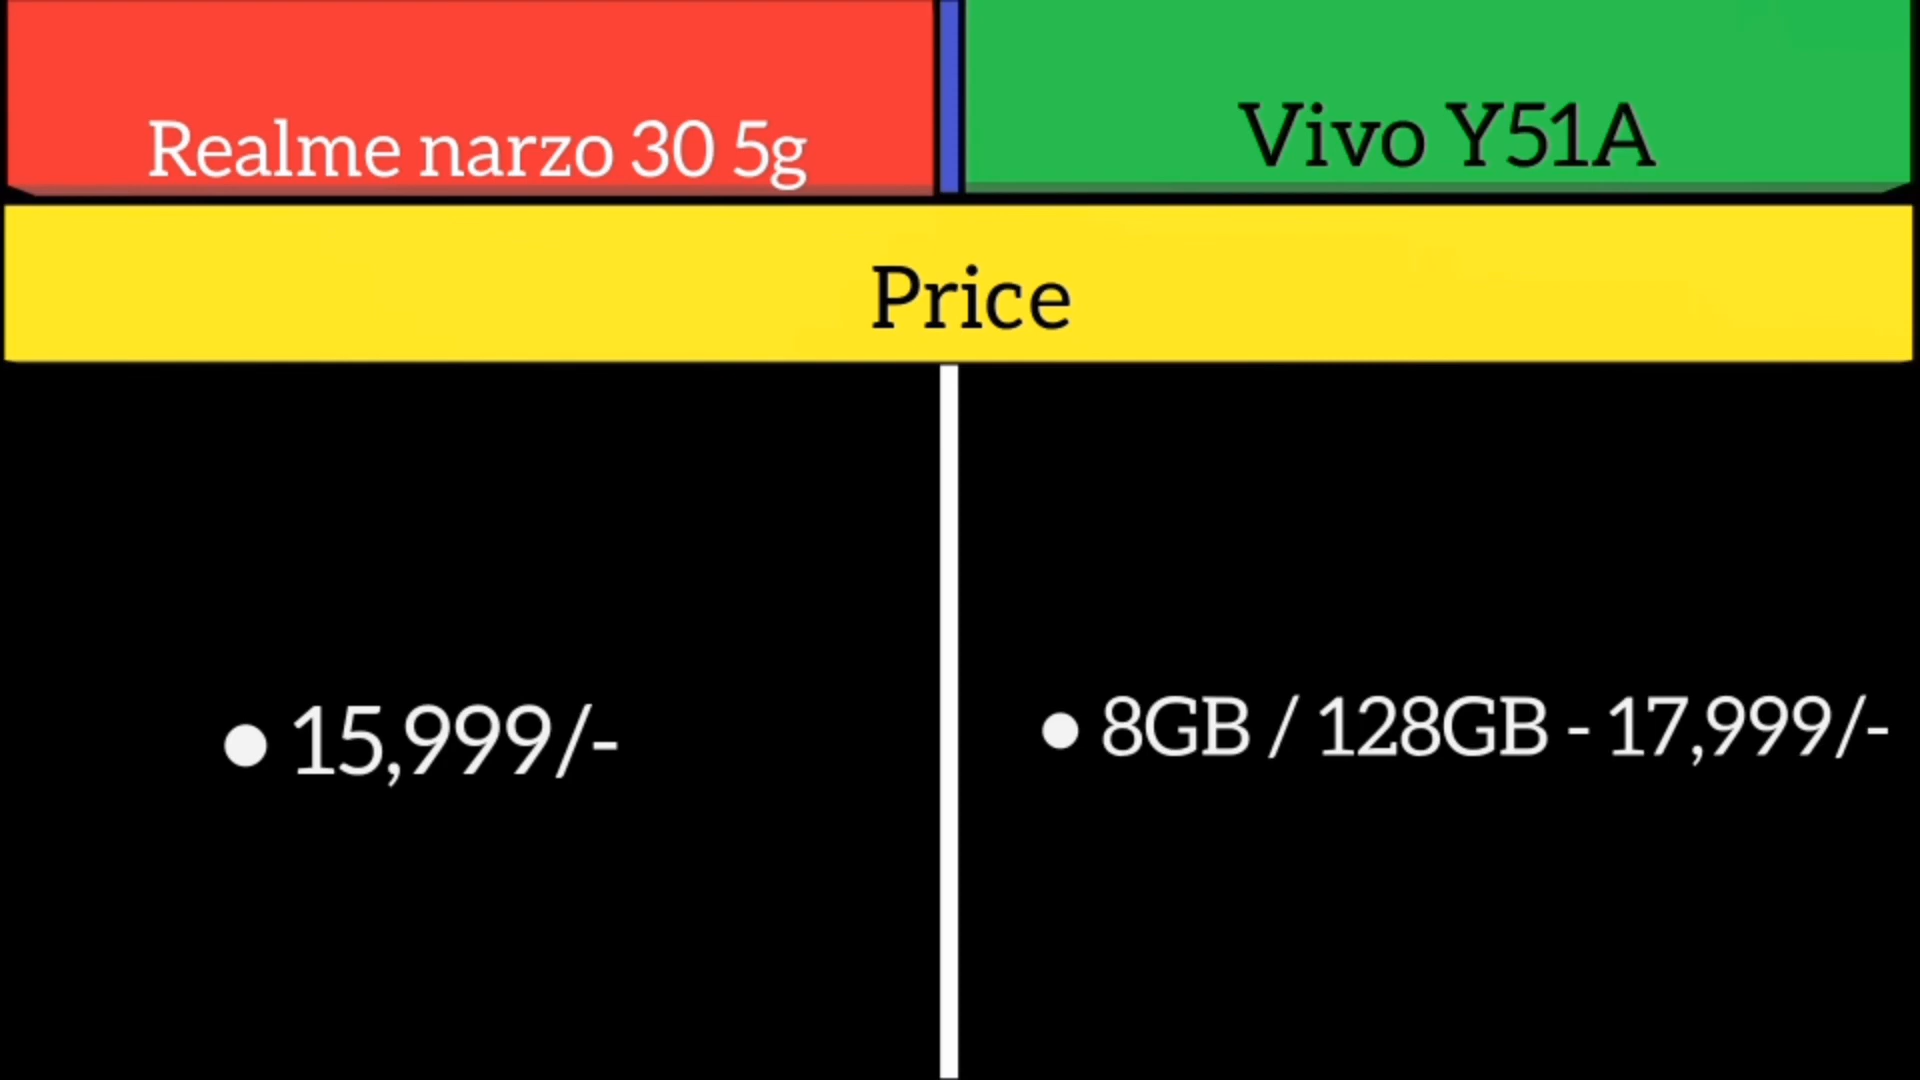 Realme narzo 30 5g
Vivo Y51A
Price
● 15,999/-
● 8GB / 128GB - 17,999/-